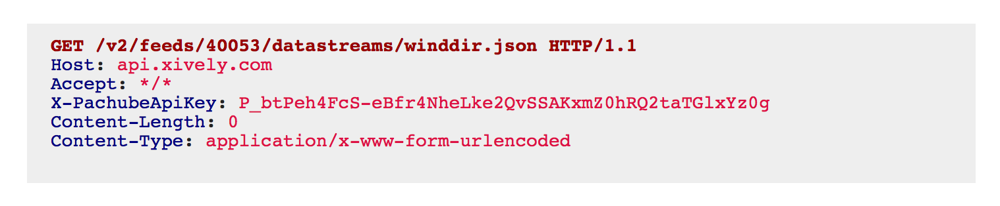 GET /v2/feeds/40053/datastreams/winddir.json HTTP/1.1
Host: api.xively.com
Accept: */*
X-PachubeApiKey: P_btPeh4FcS-eBfr4NheLke2QvSSAKxmZ0hRQ2taTGlxYz0g
Content-Length: 0
Content-Type: application/x-www-form-urlencoded